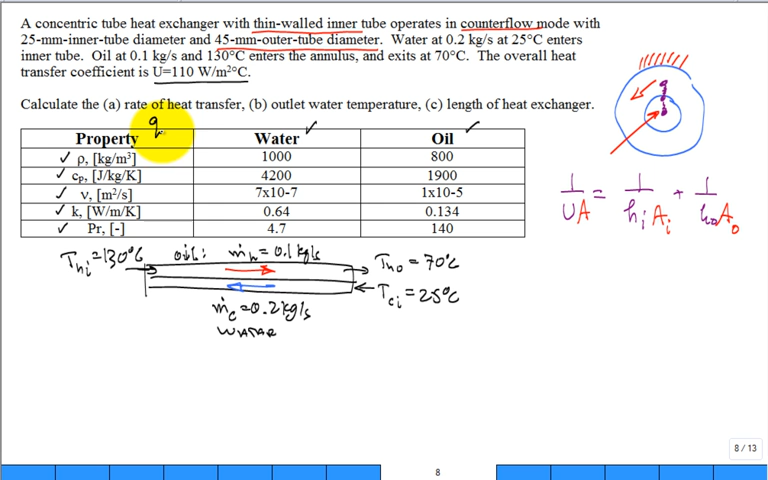 A concentric tube heat exchanger with thin-walled inner tube operates in counterflow mode with
25-mm-inner-tube diameter and 45-mm-outer-tube diameter. Water at 0.2 kg/s at 25°C enters
inner tube. Oil at 0.1 kg/s and 130°C enters the annulus, and exits at 70°C. The overall heat
transfer coefficient is U=110 W/m²°C.
Calculate the (a) rate of heat transfer, (b) outlet water temperature, (c) length of heat exchanger.
q
q
Property Water Oil
ρ, [kg/m³] 1000 800
cp, [J/kg/K] 4200 1900
ν, [m²/s] 7x10-7 1x10-5
k, [W/m/K] 0.64 0.134
Pr, [-] 4.7 140
1/UA = 1/hiAi + 1/hoAo
Thi=130°C oil: ṁh=0.1kg/s Tho=70°C
Tci=25°C
ṁc=0.2kg/s
WATER
8/13
8